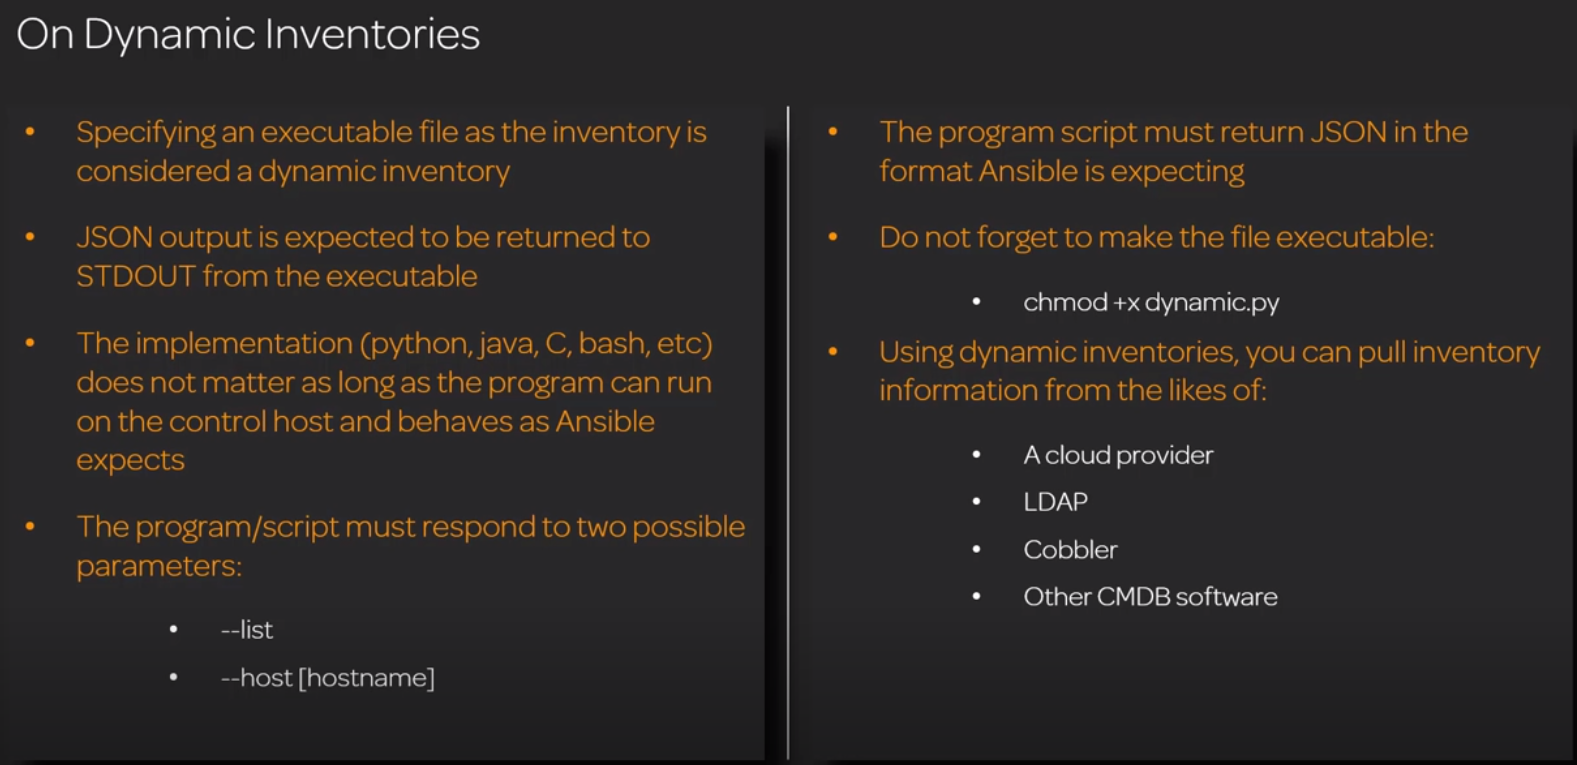 On Dynamic Inventories
• Specifying an executable file as the inventory is
considered a dynamic inventory
• JSON output is expected to be returned to
STDOUT from the executable
• The implementation (python, java, C, bash, etc)
does not matter as long as the program can run
on the control host and behaves as Ansible
expects
• The program/script must respond to two possible
parameters:
• --list
• --host [hostname]
• The program script must return JSON in the
format Ansible is expecting
• Do not forget to make the file executable:
• chmod +x dynamic.py
• Using dynamic inventories, you can pull inventory
information from the likes of:
• A cloud provider
• LDAP
• Cobbler
• Other CMDB software